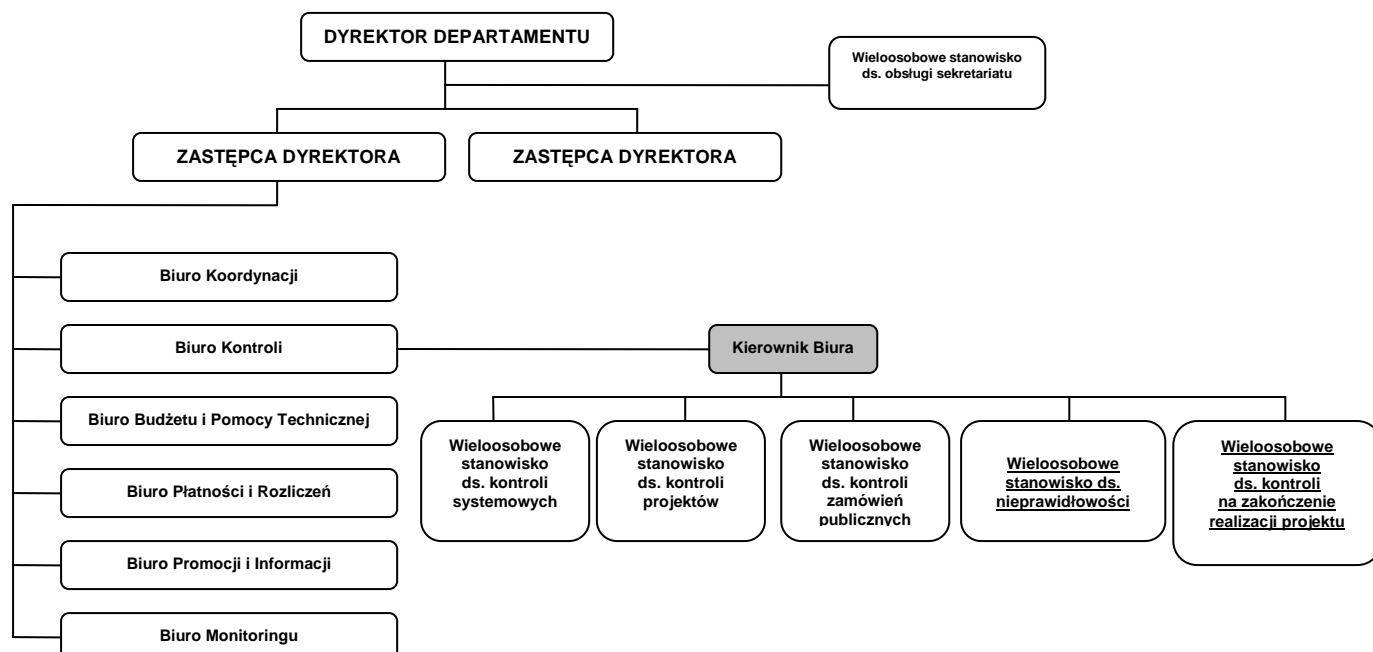 DYREKTOR DEPARTAMENTU
Wieloosobowe stanowisko
ds. obsługi sekretariatu
ZASTĘPCA DYREKTORA
ZASTĘPCA DYREKTORA
Biuro Koordynacji
Biuro Kontroli
Kierownik Biura
Biuro Budżetu i Pomocy Technicznej
Biuro Płatności i Rozliczeń
Biuro Promocji i Informacji
Biuro Monitoringu
Wieloosobowe
stanowisko
ds. kontroli
systemowych
Wieloosobowe
stanowisko
ds. kontroli
projektów
Wieloosobowe
stanowisko
ds. kontroli
zamówień
publicznych
Wieloosobowe
stanowisko ds.
nieprawidłowości
Wieloosobowe
stanowisko
ds. kontroli
na zakończenie
realizacji projektu